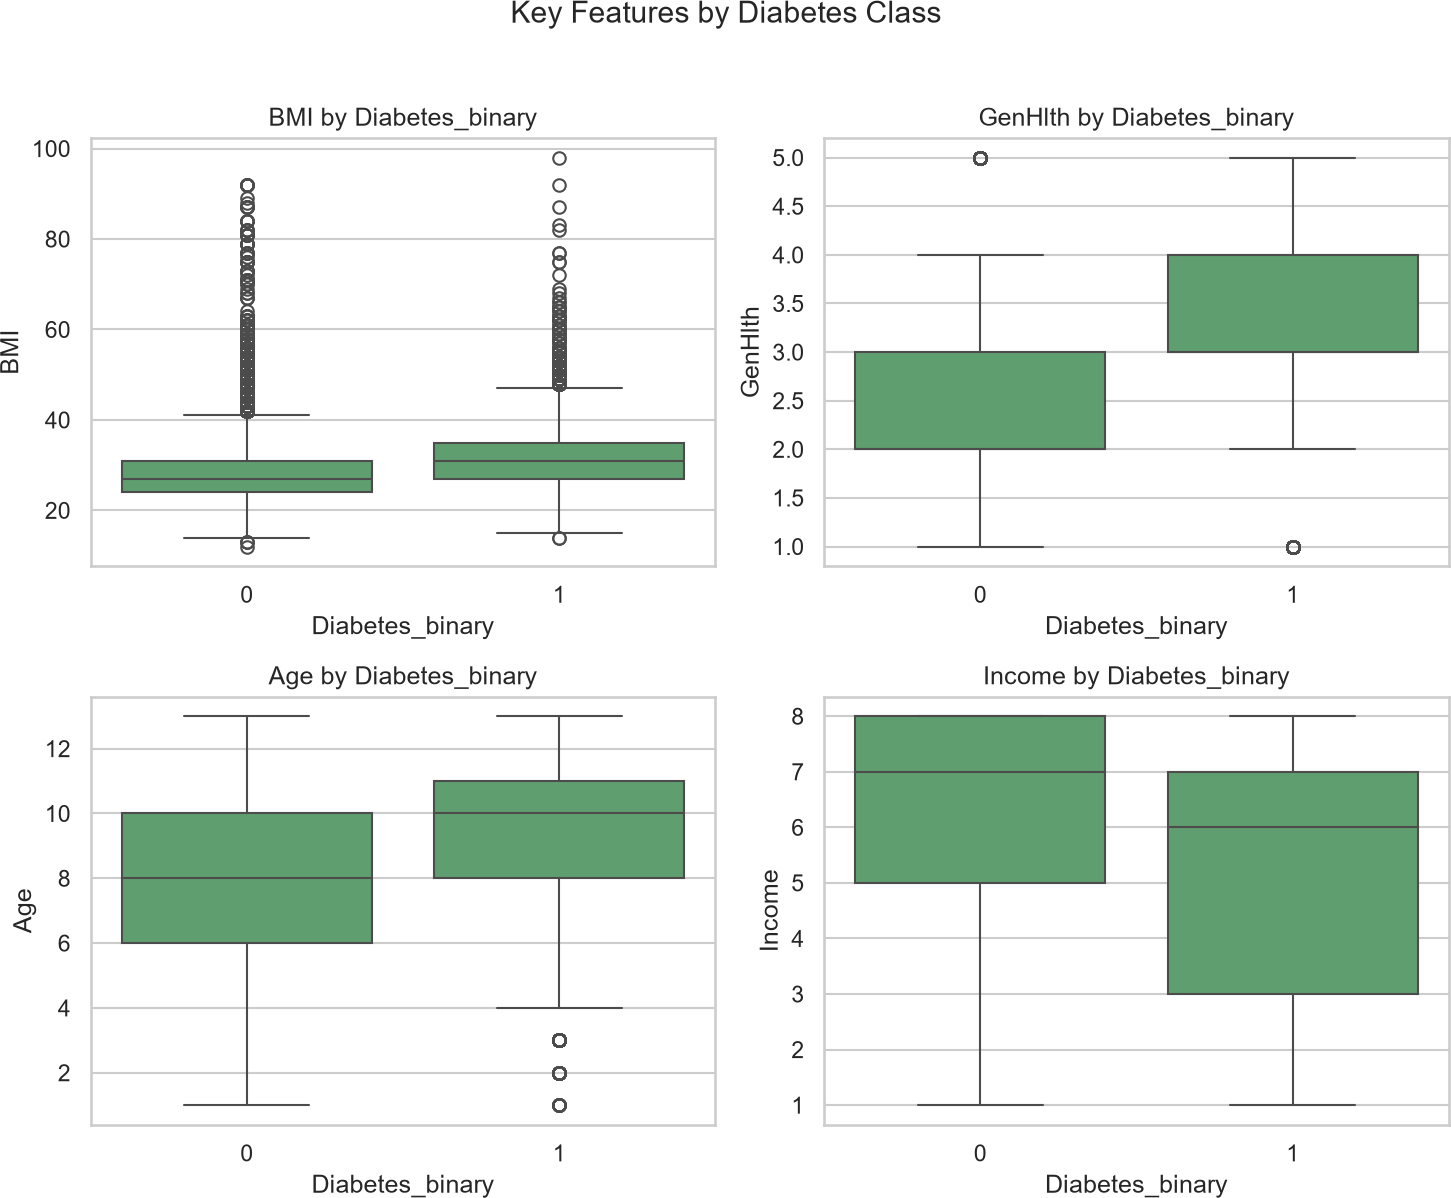 Key Features by Diabetes Class
BMI by Diabetes_binary
100
80
60
40
20
BMI
0
1
Diabetes_binary
GenHlth by Diabetes_binary
5.0
4.5
4.0
3.5
3.0
2.5
2.0
1.5
1.0
GenHlth
0
1
Diabetes_binary
Age by Diabetes_binary
12
10
8
6
4
2
Age
0
1
Diabetes_binary
Income by Diabetes_binary
8
7
6
5
4
3
2
1
Income
0
1
Diabetes_binary